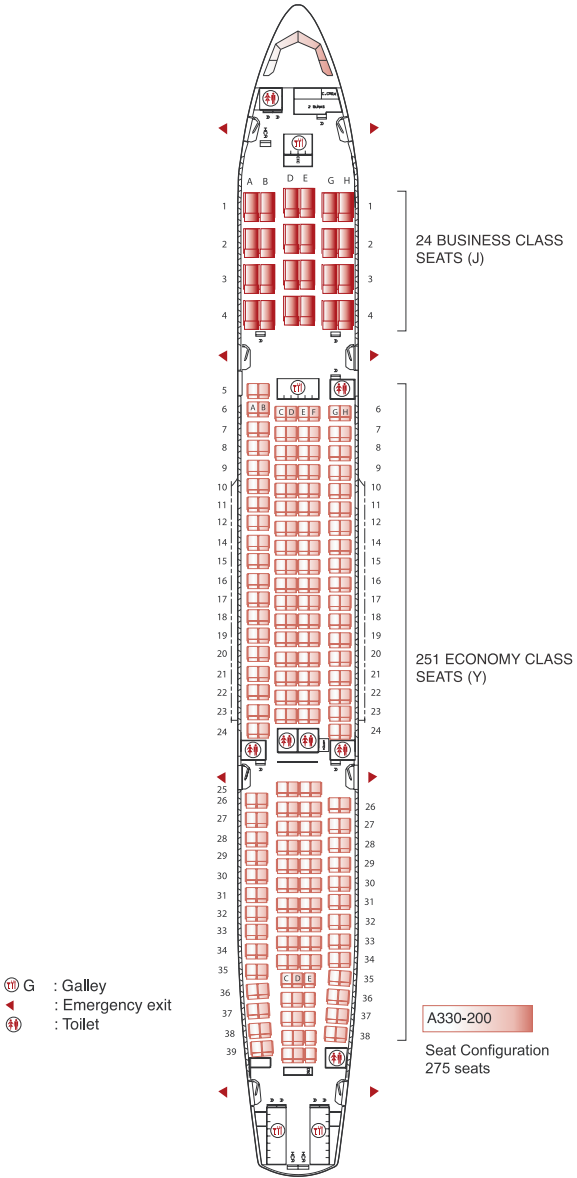 A B D E G H
1 1
2 2
3 3
4 4
24 BUSINESS CLASS
SEATS (J)
5
6 A B C D E F G H 6
7 7
8 8
9 9
10 10
11 11
12 12
14 14
15 15
16 16
17 17
18 18
19 19
20 20
21 21
22 22
23 23
24 24
251 ECONOMY CLASS
SEATS (Y)
25
26 26
27 27
28 28
29 29
30 30
31 31
32 32
33 33
34 34
35 C D E 35
36 36
37 37
38 38
39
G : Galley
: Emergency exit
: Toilet
A330-200
Seat Configuration
275 seats